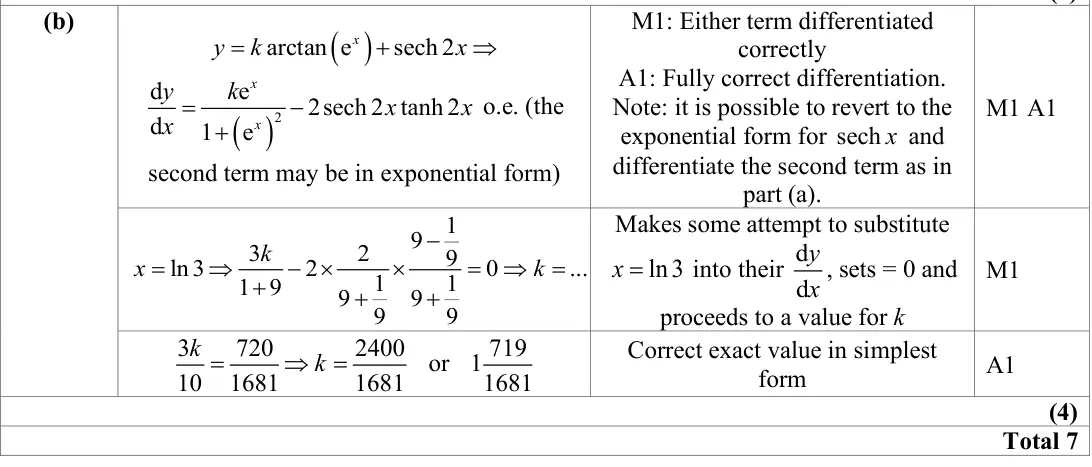 (b)
y = k arctan(eˣ) + sech 2x ⇒
dy/dx = keˣ/(1 + (eˣ)²) − 2 sech 2x tanh 2x o.e. (the
second term may be in exponential form)
M1: Either term differentiated
correctly
A1: Fully correct differentiation.
Note: it is possible to revert to the
exponential form for sech x and
differentiate the second term as in
part (a).
M1 A1
x = ln 3 ⇒ 3k/(1 + 9) − 2 × 2/(9 + 1/9) × (9 − 1/9)/(9 + 1/9) = 0 ⇒ k = ...
Makes some attempt to substitute
x = ln 3 into their dy/dx, sets = 0 and
proceeds to a value for k
M1
3k/10 = 720/1681 ⇒ k = 2400/1681 or 1 719/1681
Correct exact value in simplest
form
A1
(4)
Total 7